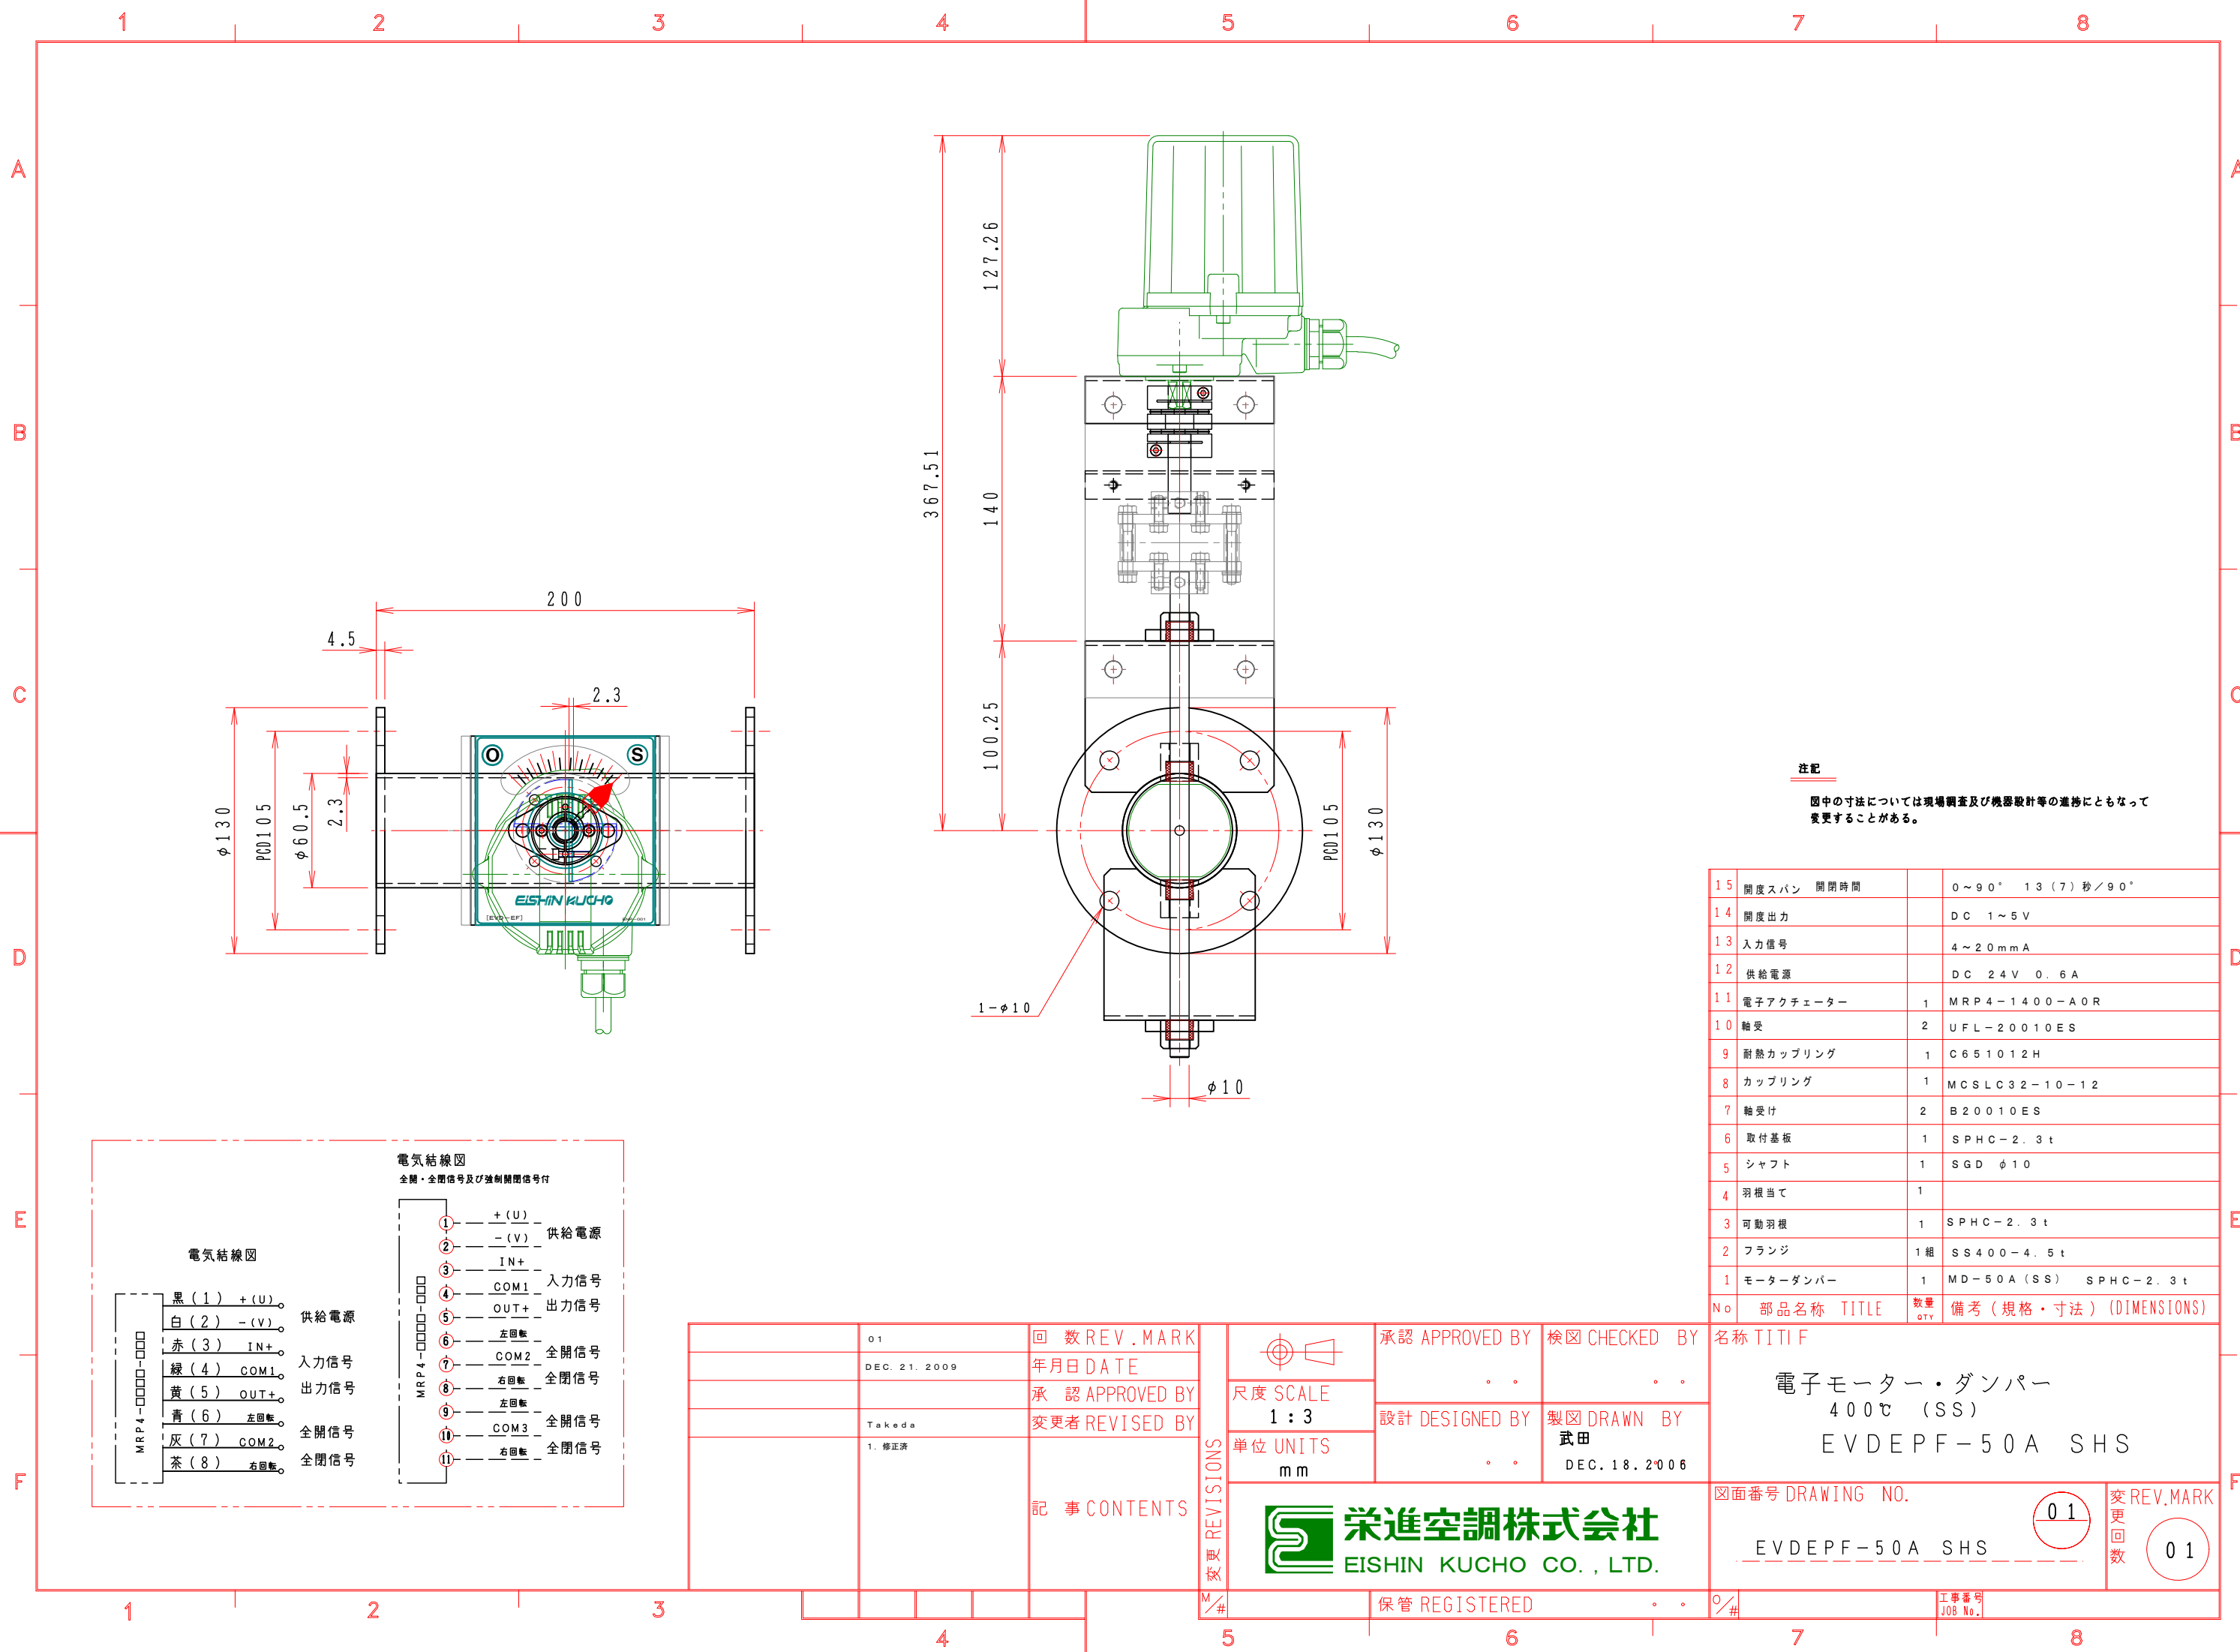 1 2 3 4 5 6 7 8
A A
B B
C C
D D
E E
F F
127.26
367.51
140
100.25
PCD105
φ130
1-φ10
φ10
200
4.5
2.3
φ130
PCD105
φ60.5
2.3
O S
EISHIN KUCHO
[EVD-EF]
注記
図中の寸法については現場調査及び機器設計等の進捗にともなって
変更することがある。
15 開度スパン 開閉時間 0~90° 13(7)秒/90°
14 開度出力 DC 1~5V
13 入力信号 4~20mmA
12 供給電源 DC 24V 0.6A
11 電子アクチェーター 1 MRP4-1400-A0R
10 軸受 2 UFL-20010ES
9 耐熱カップリング 1 C651012H
8 カップリング 1 MCSLC32-10-12
7 軸受け 2 B20010ES
6 取付基板 1 SPHC-2.3t
5 シャフト 1 SGD φ10
4 羽根当て 1
3 可動羽根 1 SPHC-2.3t
2 フランジ 1組 SS400-4.5t
1 モーターダンパー 1 MD-50A(SS) SPHC-2.3t
No 部品名称 TITLE 数量 QTY 備考(規格・寸法)(DIMENSIONS)
電気結線図
MRP4-□□□□□-□□□
黒(1) +(U)
白(2) -(V)
供給電源
赤(3) IN+
緑(4) COM1
入力信号
黄(5) OUT+
出力信号
青(6) 左回転
灰(7) COM2
全開信号
茶(8) 右回転
全閉信号
電気結線図
全開・全閉信号及び強制開閉信号付
MRP4-□□□□□-□□
1 +(U)
2 -(V)
供給電源
3 IN+
4 COM1
入力信号
5 OUT+
出力信号
6 左回転
7 COM2
全開信号
8 右回転
全閉信号
9 左回転
10 COM3
全開信号
11 右回転
全閉信号
01 回 数 REV.MARK
DEC.21.2009 年月日 DATE
承 認 APPROVED BY
Takeda 変更者 REVISED BY
1. 修正済
記 事 CONTENTS
変更 REVISIONS
尺度 SCALE
1:3
単位 UNITS
mm
承認 APPROVED BY
検図 CHECKED BY
設計 DESIGNED BY
製図 DRAWN BY
武田
DEC.18.2006
栄進空調株式会社
EISHIN KUCHO CO., LTD.
名称 TITLE
電子モーター・ダンパー
400℃ (SS)
EVDEPF-50A SHS
図面番号 DRAWING NO.
01
EVDEPF-50A SHS
変更回数 REV.MARK
01
M/#
保管 REGISTERED
O/#
工事番号
JOB No.
1 2 3 4 5 6 7 8